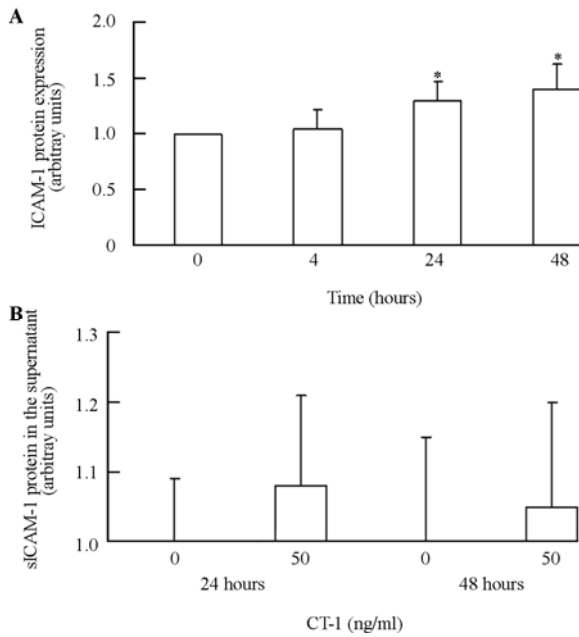 A
ICAM-1 protein expression
(arbitray units)
2.0
1.5
1.0
0.5
0
*
*
0 4 24 48
Time (hours)
B
sICAM-1 protein in the supernatant
(arbitray units)
1.3
1.2
1.1
1.0
0 50 0 50
24 hours 48 hours
CT-1 (ng/ml)